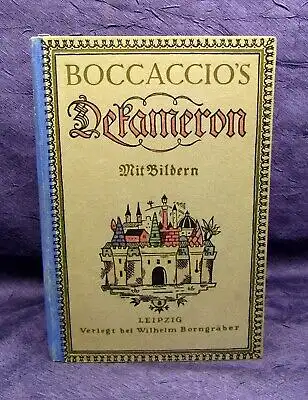 BOCCACCIO'S
Dekameron
Mit Bildern
LEIPZIG
Verlegt bei Wilhelm Borngräber